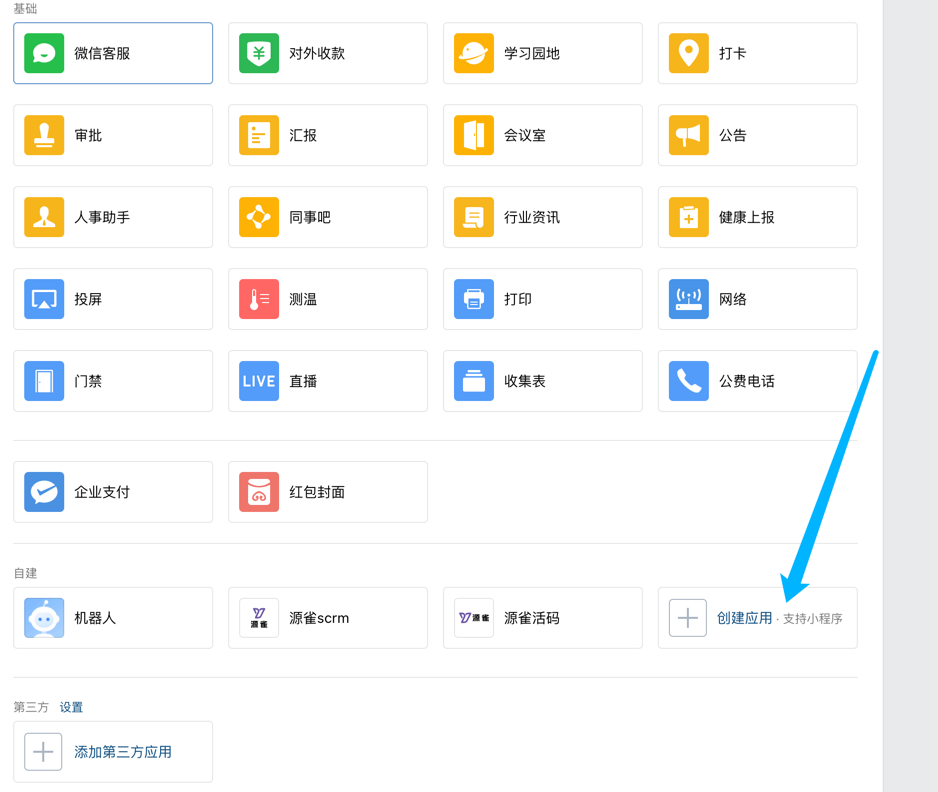 基础
微信客服
对外收款
学习园地
打卡
审批
汇报
会议室
公告
人事助手
同事吧
行业资讯
健康上报
投屏
测温
打印
网络
门禁
LIVE 直播
收集表
公费电话
企业支付
红包封面
自建
机器人
源雀 源雀scrm
源雀 源雀活码
创建应用 · 支持小程序
第三方 设置
添加第三方应用